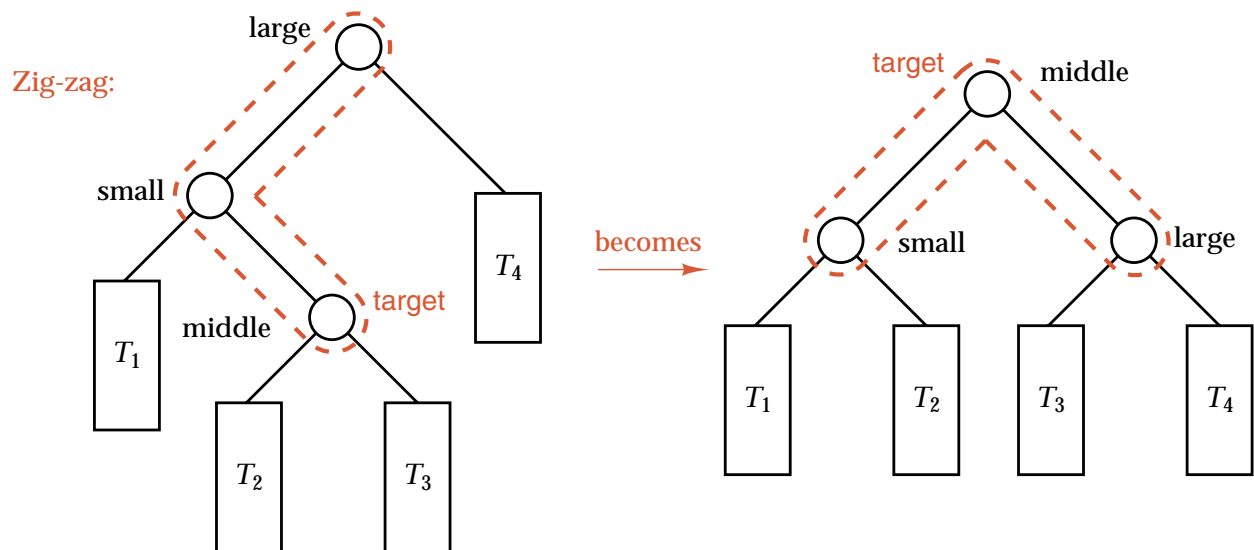 Zig-zag:
large
small
T1
middle
target
T2
T3
T4
becomes
target
middle
small
large
T1
T2
T3
T4